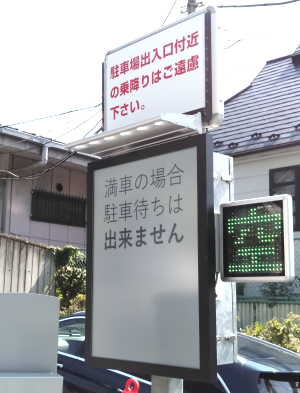 駐車場出入口付近
の乗降りはご遠慮
下さい。
満車の場合
駐車待ちは
出来ません